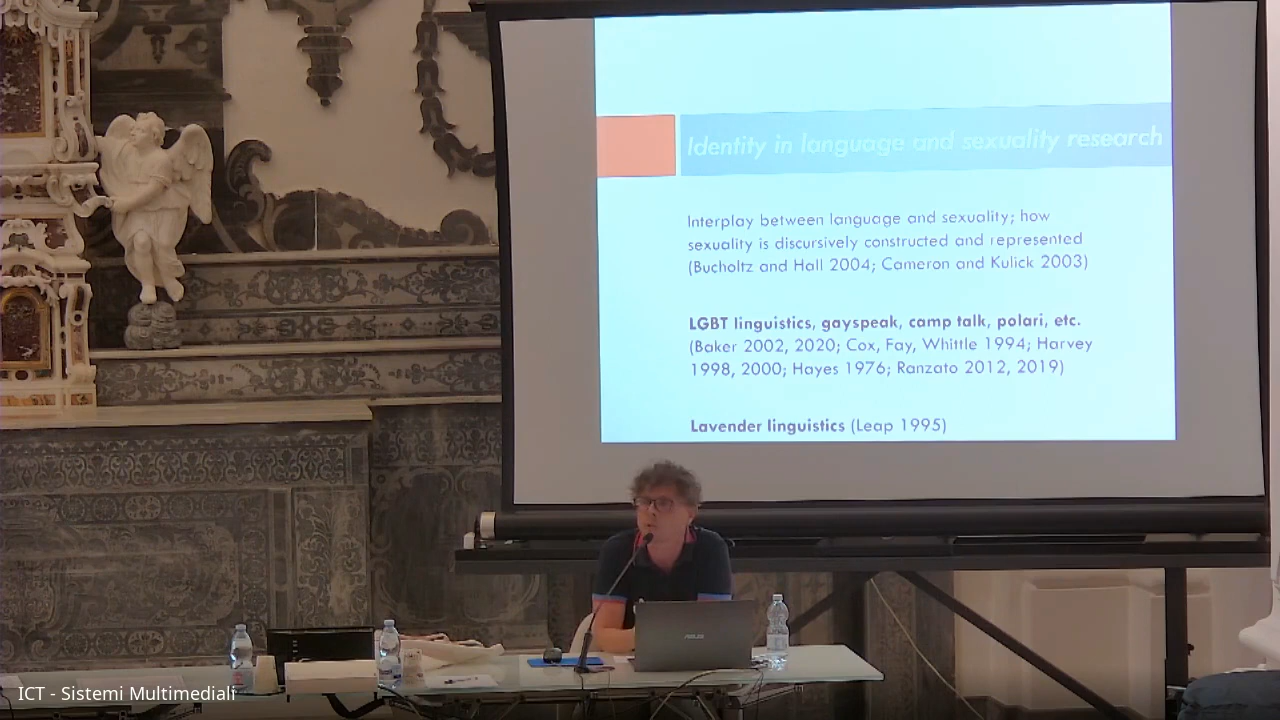 Identity in language and sexuality research
Interplay between language and sexuality; how
sexuality is discursively constructed and represented
(Bucholtz and Hall 2004; Cameron and Kulick 2003)
LGBT linguistics, gayspeak, camp talk, polari, etc.
(Baker 2002, 2020; Cox, Fay, Whittle 1994; Harvey
1998, 2000; Hayes 1976; Ranzato 2012, 2019)
Lavender linguistics (Leap 1995)
ASUS
ICT - Sistemi Multimediali